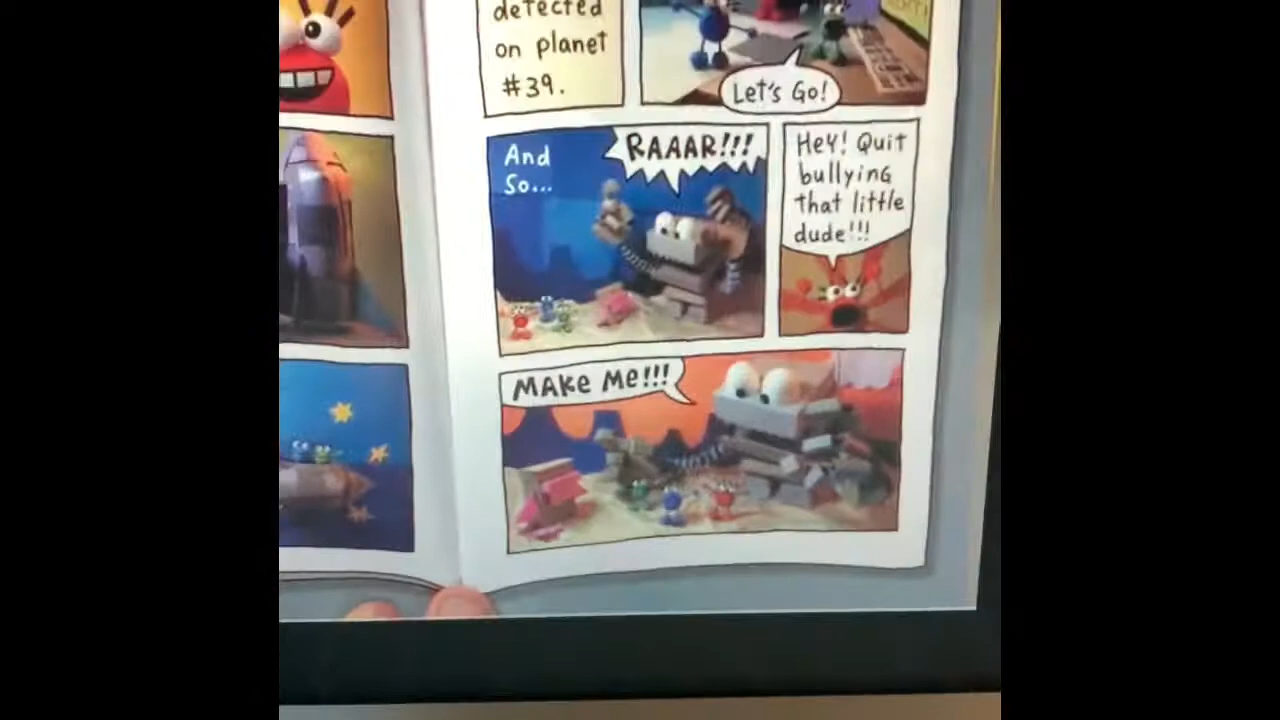 detected
on planet
#39.
Let's Go!
And
So...
RAAAR!!!
Hey! Quit
bullying
that little
dude!!!
Make Me!!!